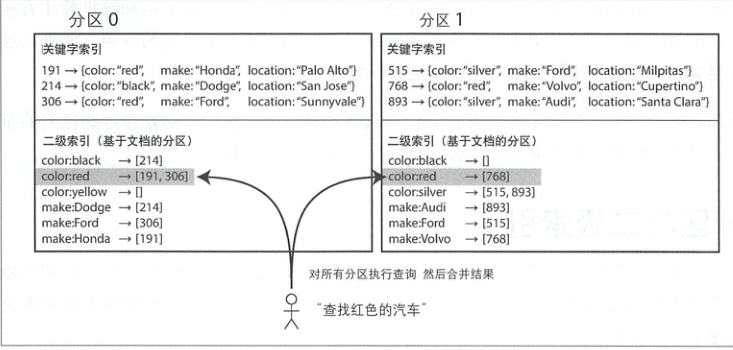 分区 0
关键字索引
191 → {color: "red", make: "Honda", location: "Palo Alto"}
214 → {color: "black", make: "Dodge", location: "San Jose"}
306 → {color: "red", make: "Ford", location: "Sunnyvale"}
二级索引（基于文档的分区）
color:black → [214]
color:red → [191, 306]
color:yellow → []
make:Dodge → [214]
make:Ford → [306]
make:Honda → [191]
分区 1
关键字索引
515 → {color: "silver", make: "Ford", location: "Milpitas"}
768 → {color: "red", make: "Volvo", location: "Cupertino"}
893 → {color: "silver", make: "Audi", location: "Santa Clara"}
二级索引（基于文档的分区）
color:black → []
color:red → [768]
color:silver → [515, 893]
make:Audi → [893]
make:Ford → [515]
make:Volvo → [768]
对所有分区执行查询 然后合并结果
"查找红色的汽车"